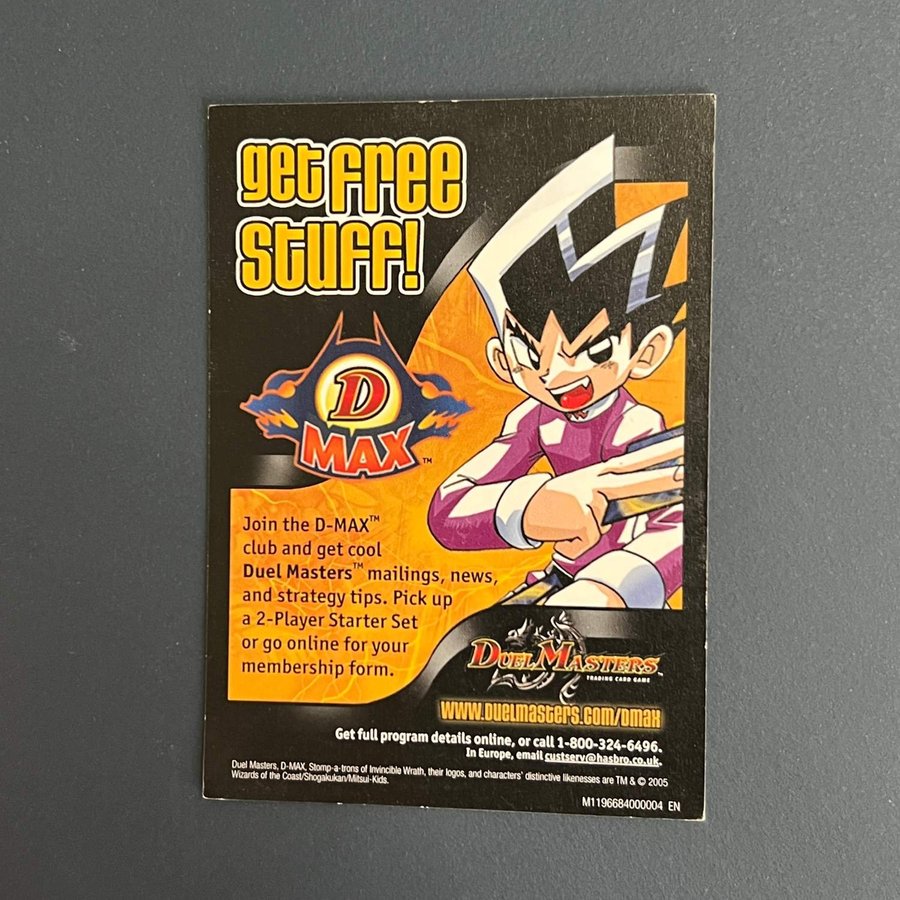 get free
stuff!
D
MAX™
Join the D-MAX™
club and get cool
Duel Masters™ mailings, news,
and strategy tips. Pick up
a 2-Player Starter Set
or go online for your
membership form.
DUEL MASTERS™
TRADING CARD GAME
www.duelmasters.com/dmax
Get full program details online, or call 1-800-324-6496.
In Europe, email custserv@hasbro.co.uk.
Duel Masters, D-MAX, Stomp-a-trons of Invincible Wrath, their logos, and characters' distinctive likenesses are TM & © 2005
Wizards of the Coast/Shogakukan/Mitsui-Kids.
M1196684000004 EN